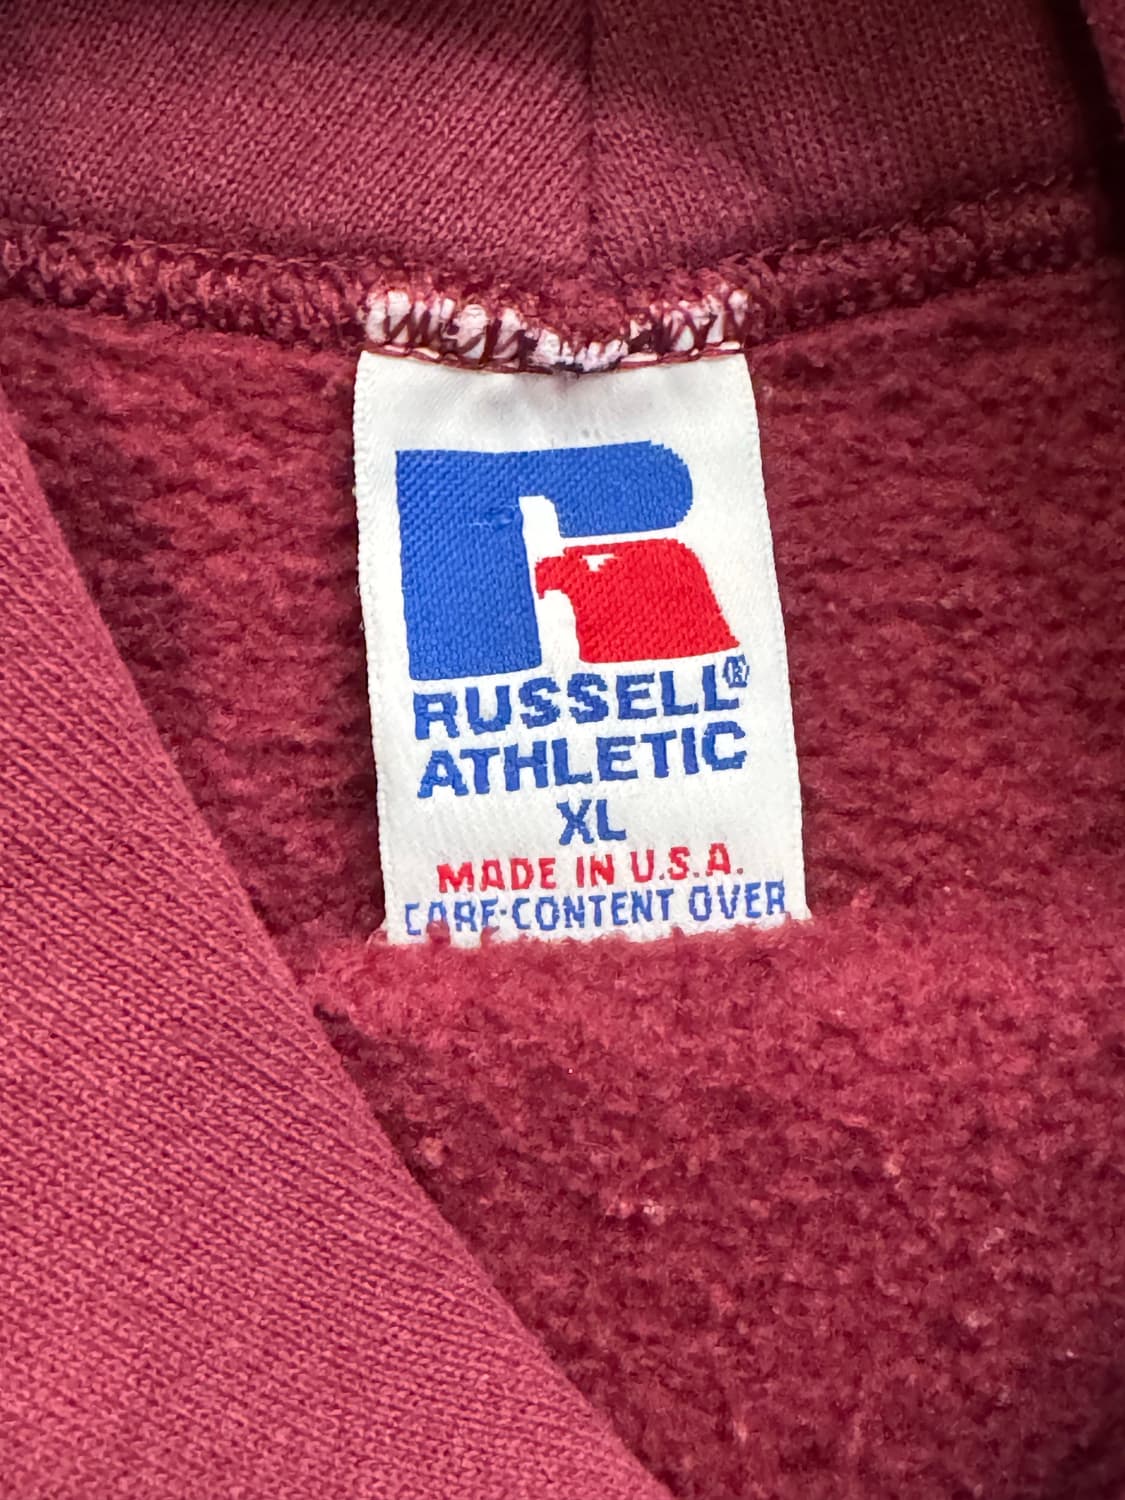 RUSSELL®
ATHLETIC
XL
MADE IN U.S.A.
CARE-CONTENT OVER